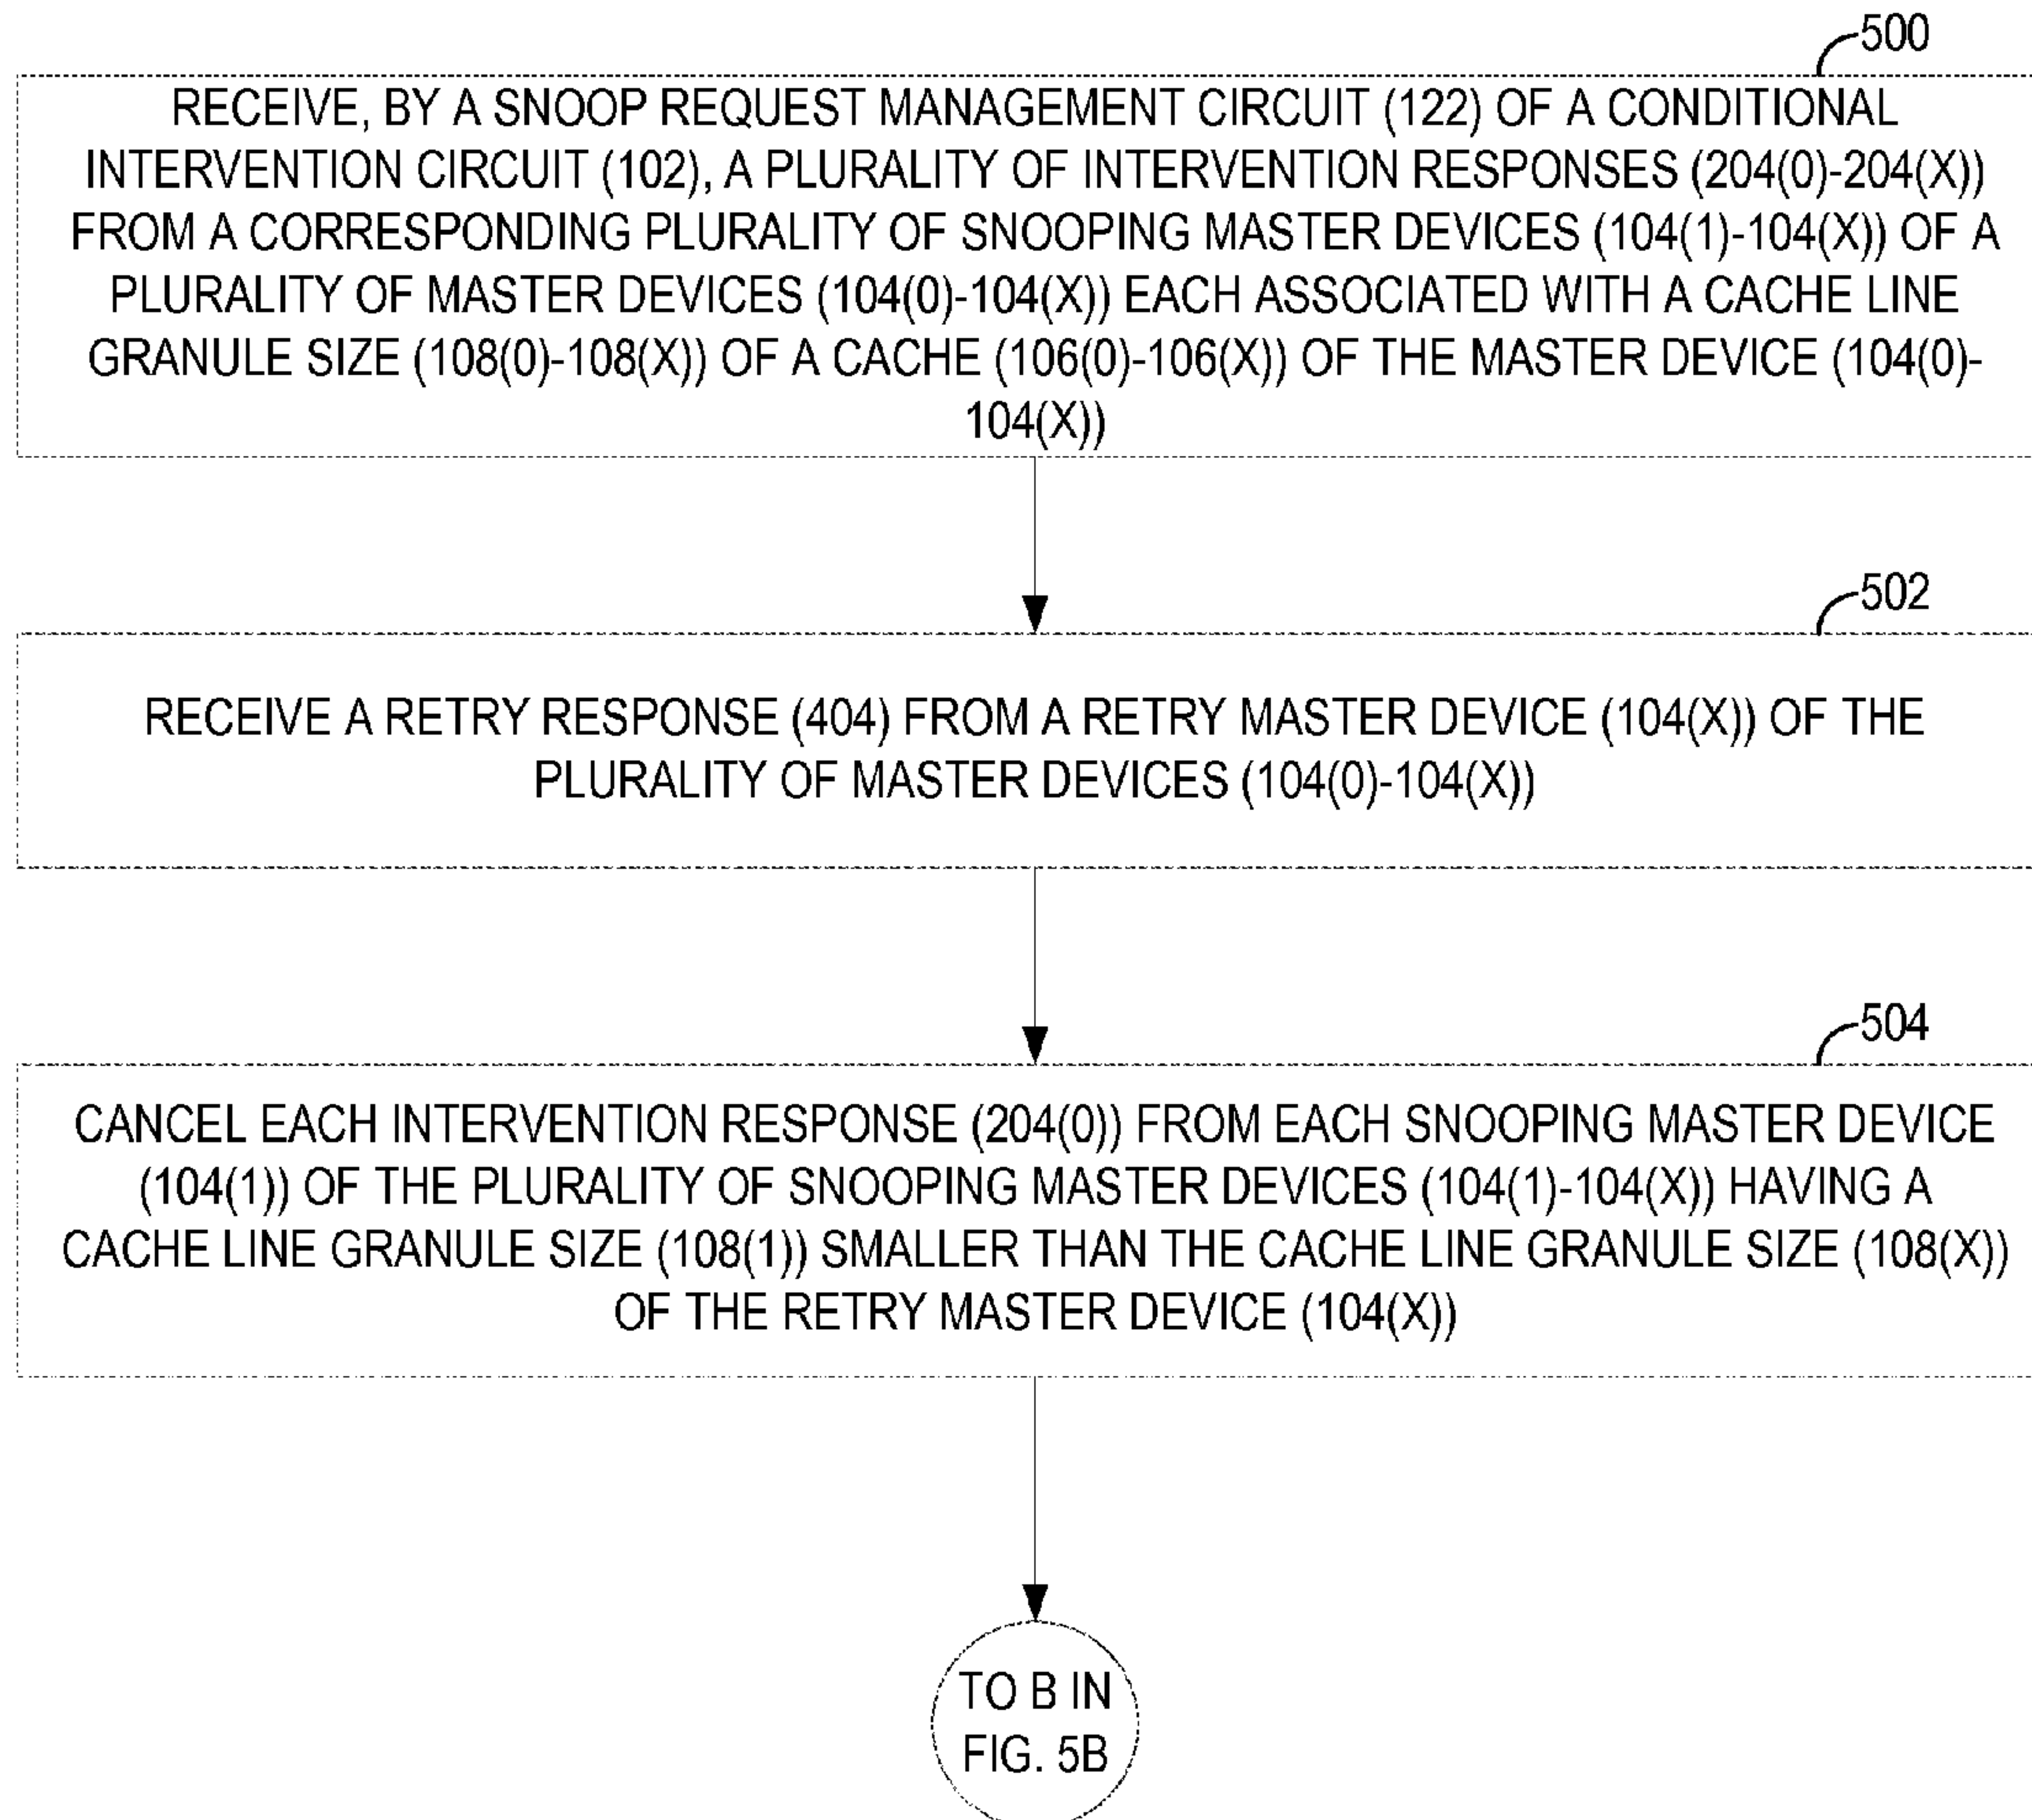 500
RECEIVE, BY A SNOOP REQUEST MANAGEMENT CIRCUIT (122) OF A CONDITIONAL
INTERVENTION CIRCUIT (102), A PLURALITY OF INTERVENTION RESPONSES (204(0)-204(X))
FROM A CORRESPONDING PLURALITY OF SNOOPING MASTER DEVICES (104(1)-104(X)) OF A
PLURALITY OF MASTER DEVICES (104(0)-104(X)) EACH ASSOCIATED WITH A CACHE LINE
GRANULE SIZE (108(0)-108(X)) OF A CACHE (106(0)-106(X)) OF THE MASTER DEVICE (104(0)-
104(X))
502
RECEIVE A RETRY RESPONSE (404) FROM A RETRY MASTER DEVICE (104(X)) OF THE
PLURALITY OF MASTER DEVICES (104(0)-104(X))
504
CANCEL EACH INTERVENTION RESPONSE (204(0)) FROM EACH SNOOPING MASTER DEVICE
(104(1)) OF THE PLURALITY OF SNOOPING MASTER DEVICES (104(1)-104(X)) HAVING A
CACHE LINE GRANULE SIZE (108(1)) SMALLER THAN THE CACHE LINE GRANULE SIZE (108(X))
OF THE RETRY MASTER DEVICE (104(X))
TO B IN
FIG. 5B